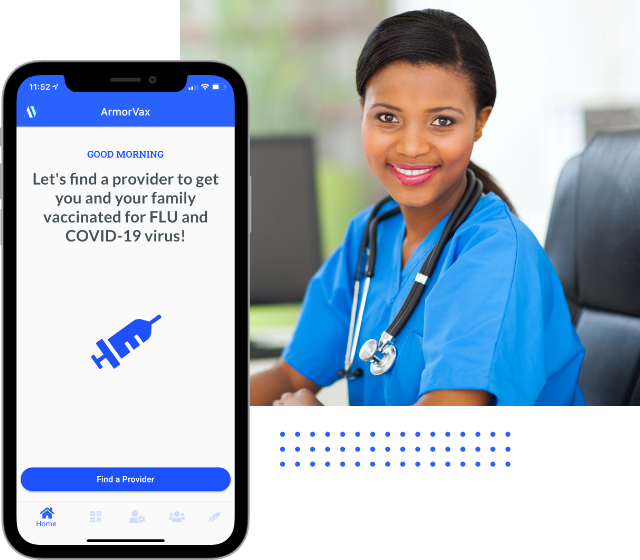 11:52
ArmorVax
GOOD MORNING
Let's find a provider to get
you and your family
vaccinated for FLU and
COVID-19 virus!
Find a Provider
Home